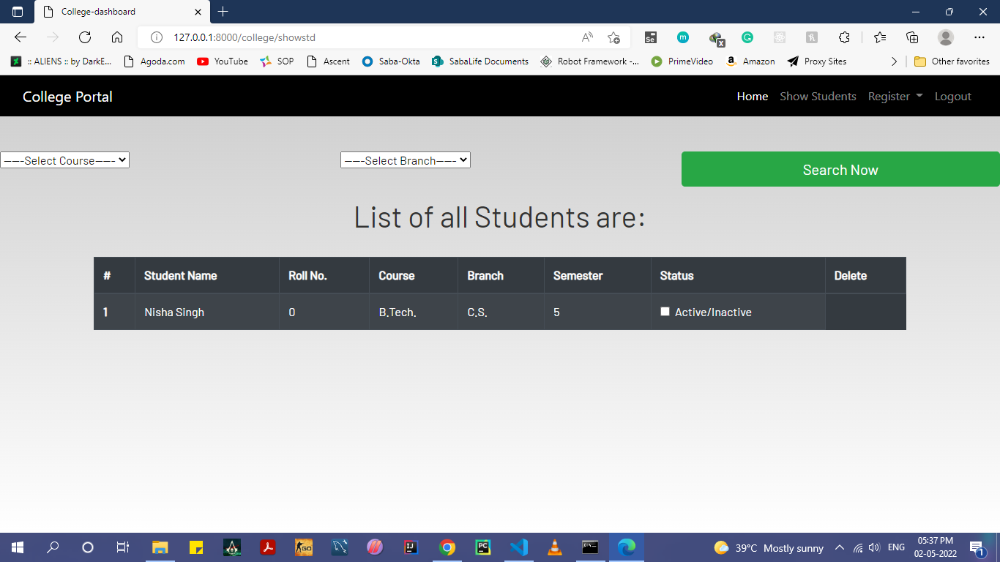 College-dashboard
127.0.0.1:8000/college/showstd
:: ALIENS :: by DarkE... Agoda.com YouTube SOP Ascent Saba-Okta SabaLife Documents Robot Framework -... PrimeVideo Amazon Proxy Sites Other favorites
College Portal Home Show Students Register Logout
-----Select Course----- -----Select Branch----- Search Now
List of all Students are:
# Student Name Roll No. Course Branch Semester Status Delete
1 Nisha Singh 0 B.Tech. C.S. 5 Active/Inactive
39°C Mostly sunny ENG 05:37 PM
02-05-2022 1